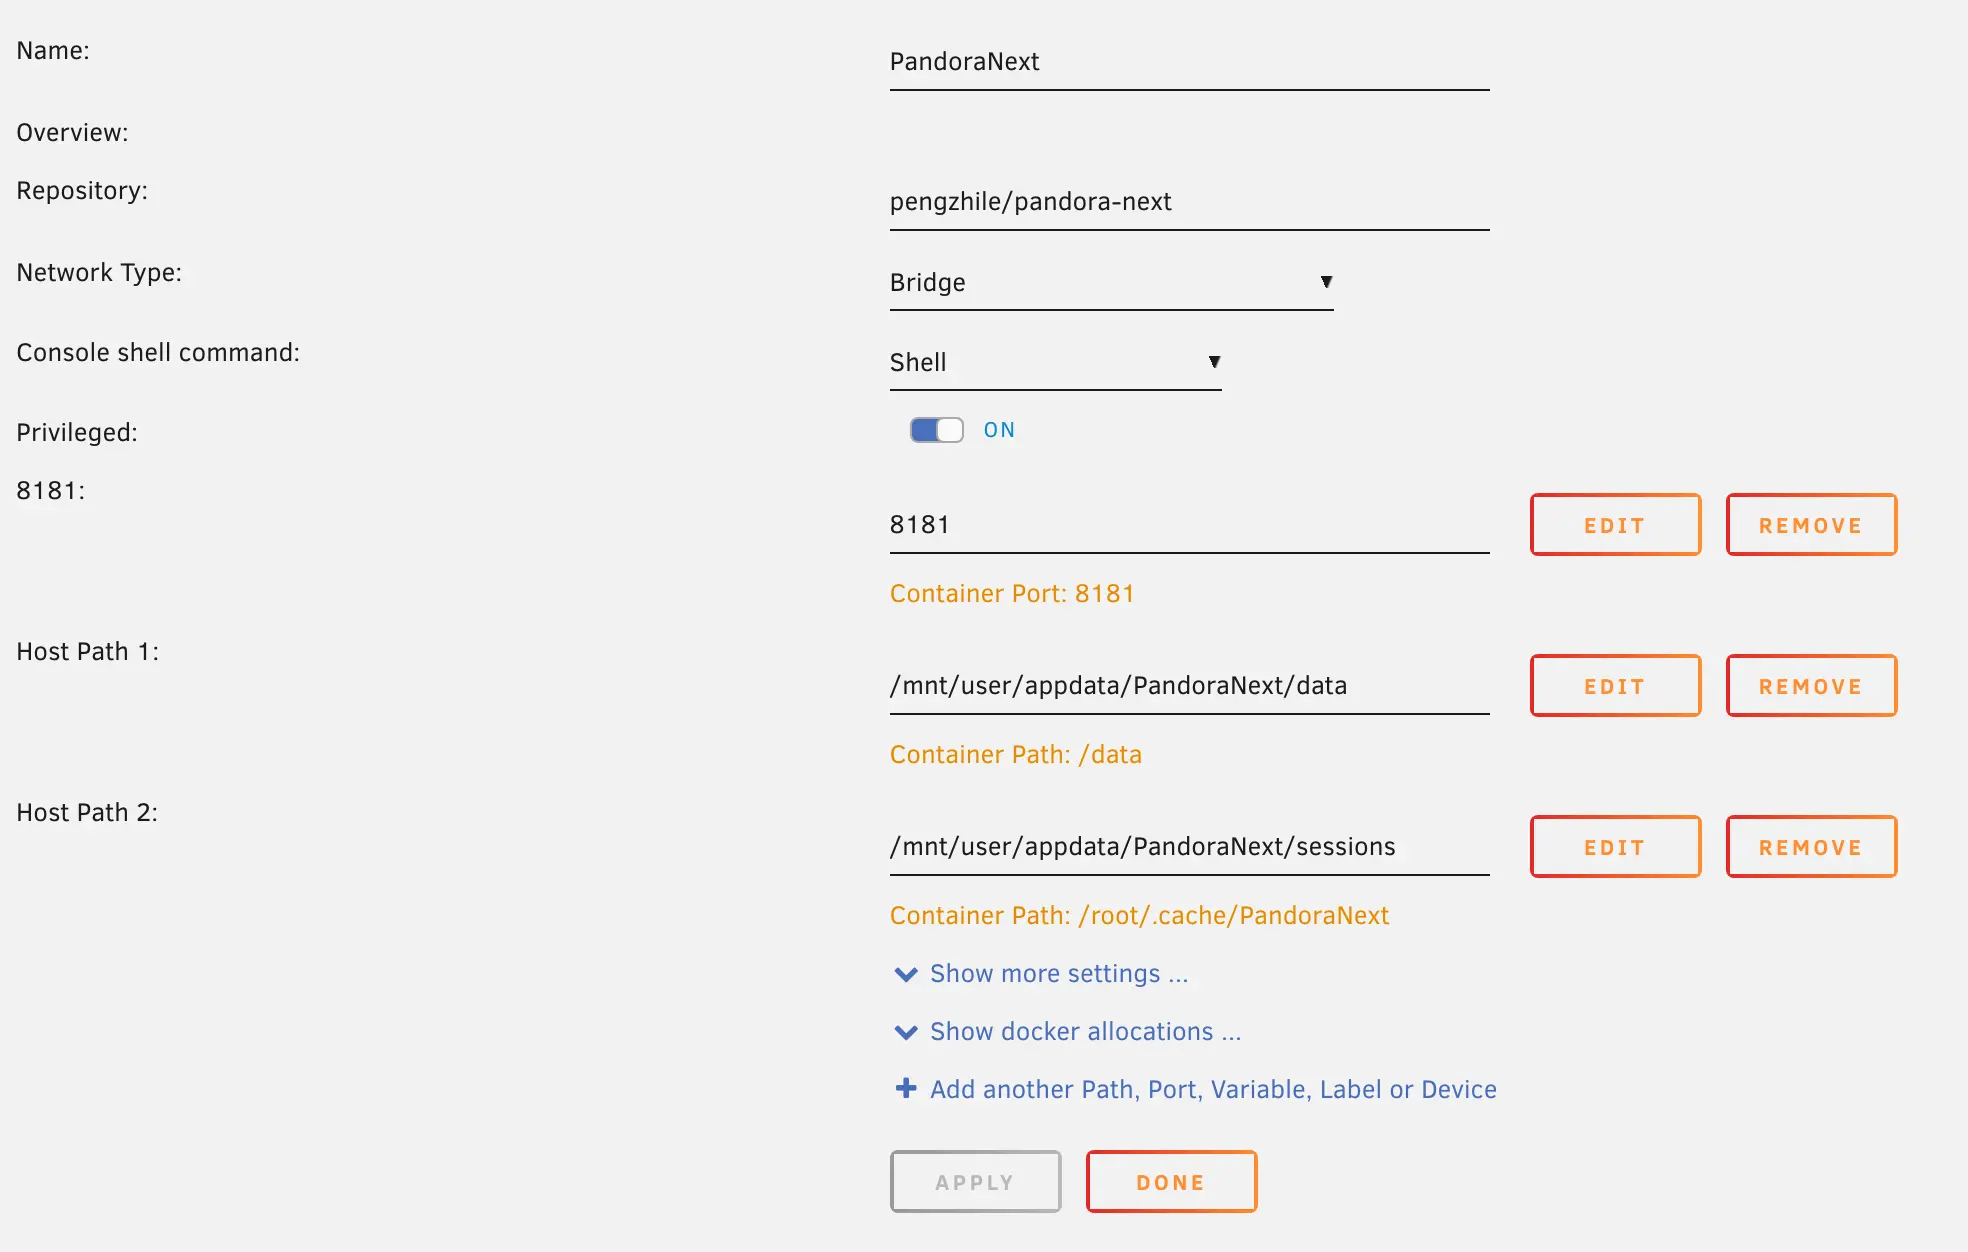 Name:
PandoraNext
Overview:
Repository:
pengzhile/pandora-next
Network Type:
Bridge
Console shell command:
Shell
Privileged:
ON
8181:
8181
EDIT
REMOVE
Container Port: 8181
Host Path 1:
/mnt/user/appdata/PandoraNext/data
EDIT
REMOVE
Container Path: /data
Host Path 2:
/mnt/user/appdata/PandoraNext/sessions
EDIT
REMOVE
Container Path: /root/.cache/PandoraNext
Show more settings ...
Show docker allocations ...
Add another Path, Port, Variable, Label or Device
APPLY
DONE